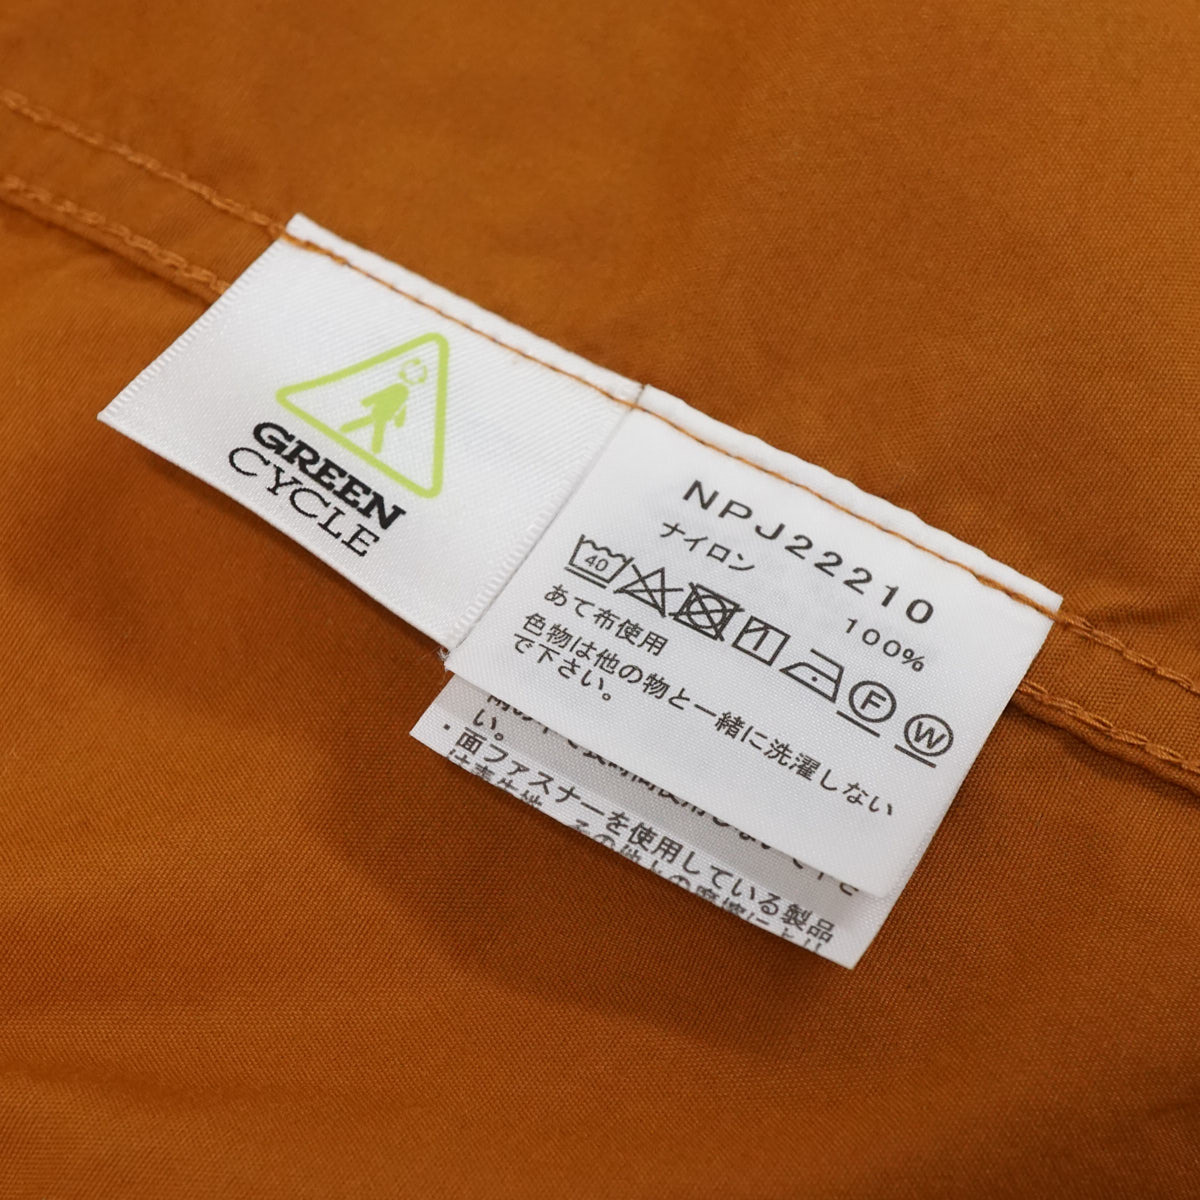 GREEN
CYCLE
NPJ22210
ナイロン 100%
40 F W
あて布使用
色物は他の物と一緒に洗濯しない
で下さい。
い。
・面ファスナーを使用している製品